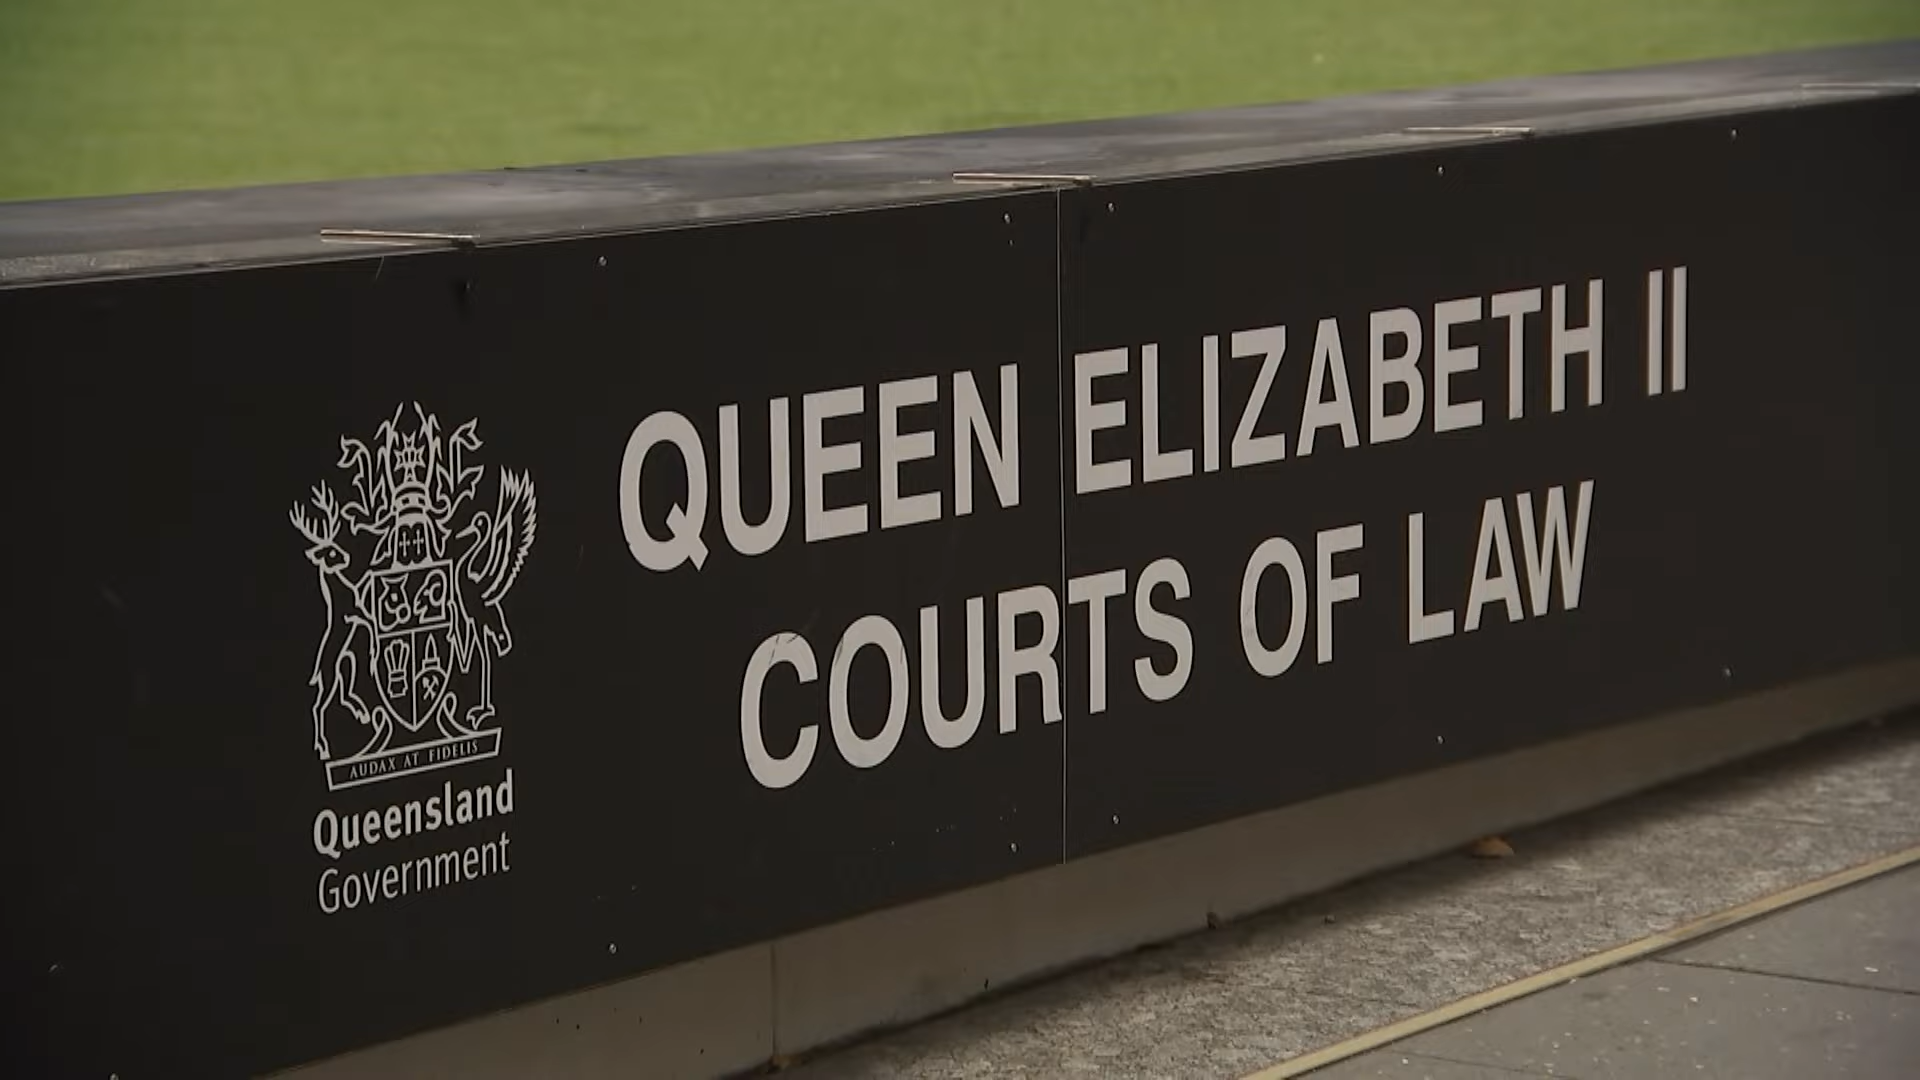 QUEEN ELIZABETH II
COURTS OF LAW
AUDAX AT FIDELIS
Queensland
Government